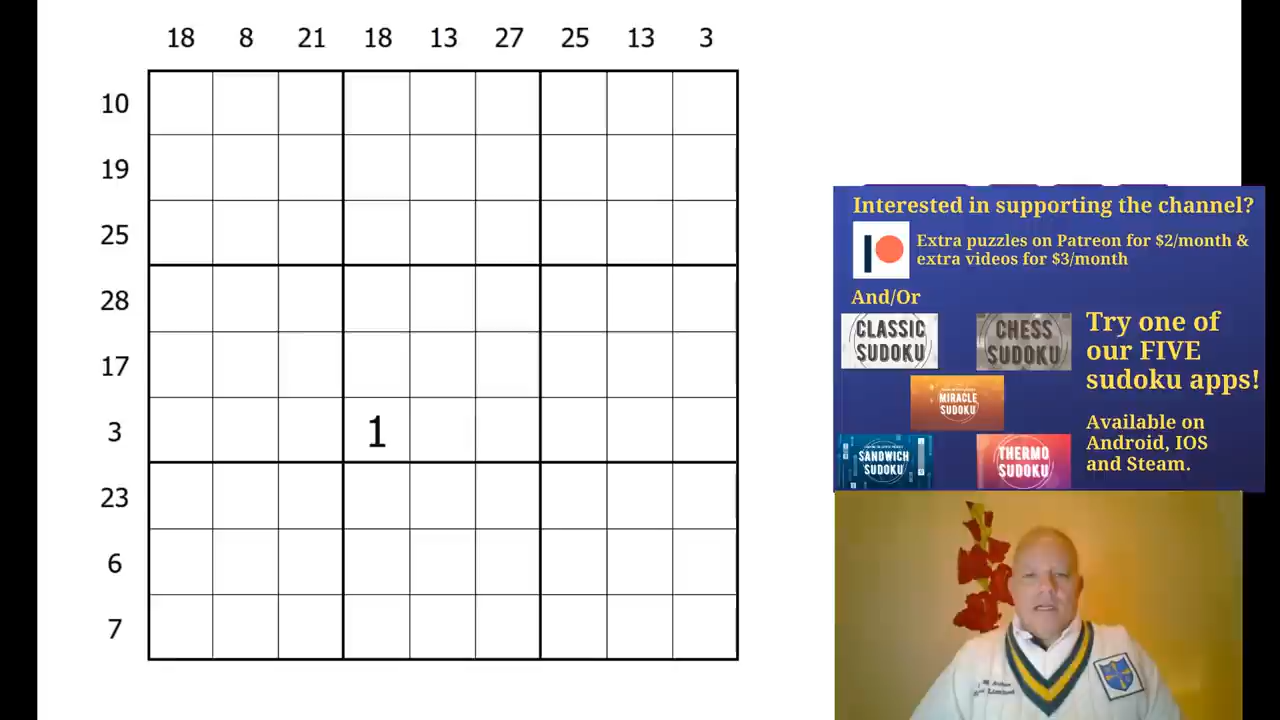 18 8 21 18 13 27 25 13 3
10
19
25
28
17
3
1
23
6
7
Interested in supporting the channel?
Extra puzzles on Patreon for $2/month &
extra videos for $3/month
And/Or
CLASSIC
SUDOKU
CHESS
SUDOKU
MIRACLE
SUDOKU
SANDWICH
SUDOKU
THERMO
SUDOKU
Try one of
our FIVE
sudoku apps!
Available on
Android, IOS
and Steam.